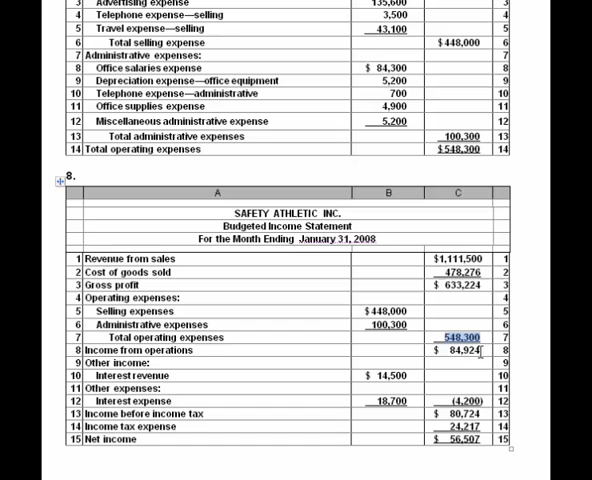 3 Advertising expense 135,600 3
4 Telephone expense—selling 3,500 4
5 Travel expense—selling 43,100 5
6 Total selling expense $448,000 6
7 Administrative expenses: 7
8 Office salaries expense $ 84,300 8
9 Depreciation expense—office equipment 5,200 9
10 Telephone expense—administrative 700 10
11 Office supplies expense 4,900 11
12 Miscellaneous administrative expense 5,200 12
13 Total administrative expenses 100,300 13
14 Total operating expenses $548,300 14
8.
A B C
SAFETY ATHLETIC INC.
Budgeted Income Statement
For the Month Ending January 31, 2008
1 Revenue from sales $1,111,500 1
2 Cost of goods sold 478,276 2
3 Gross profit $ 633,224 3
4 Operating expenses: 4
5 Selling expenses $448,000 5
6 Administrative expenses 100,300 6
7 Total operating expenses 548,300 7
8 Income from operations $ 84,924 8
9 Other income: 9
10 Interest revenue $ 14,500 10
11 Other expenses: 11
12 Interest expense 18,700 (4,200) 12
13 Income before income tax $ 80,724 13
14 Income tax expense 24,217 14
15 Net income $ 56,507 15